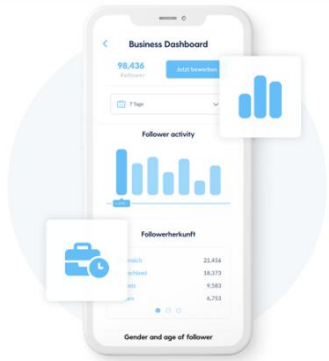 Business Dashboard
98,436
Follower
Jetzt bewerben
7 Tage
Follower activity
Followerherkunft
21,456
18,373
9,583
6,753
Gender and age of follower